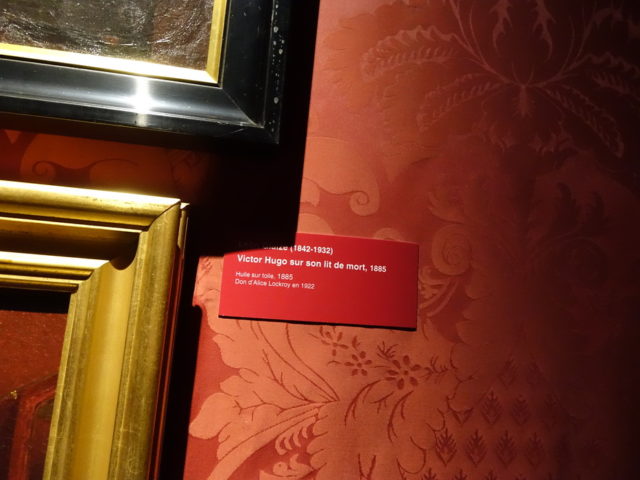 (1842-1932)
Victor Hugo sur son lit de mort, 1885
Huile sur toile, 1885
Don d'Alice Lockroy en 1922